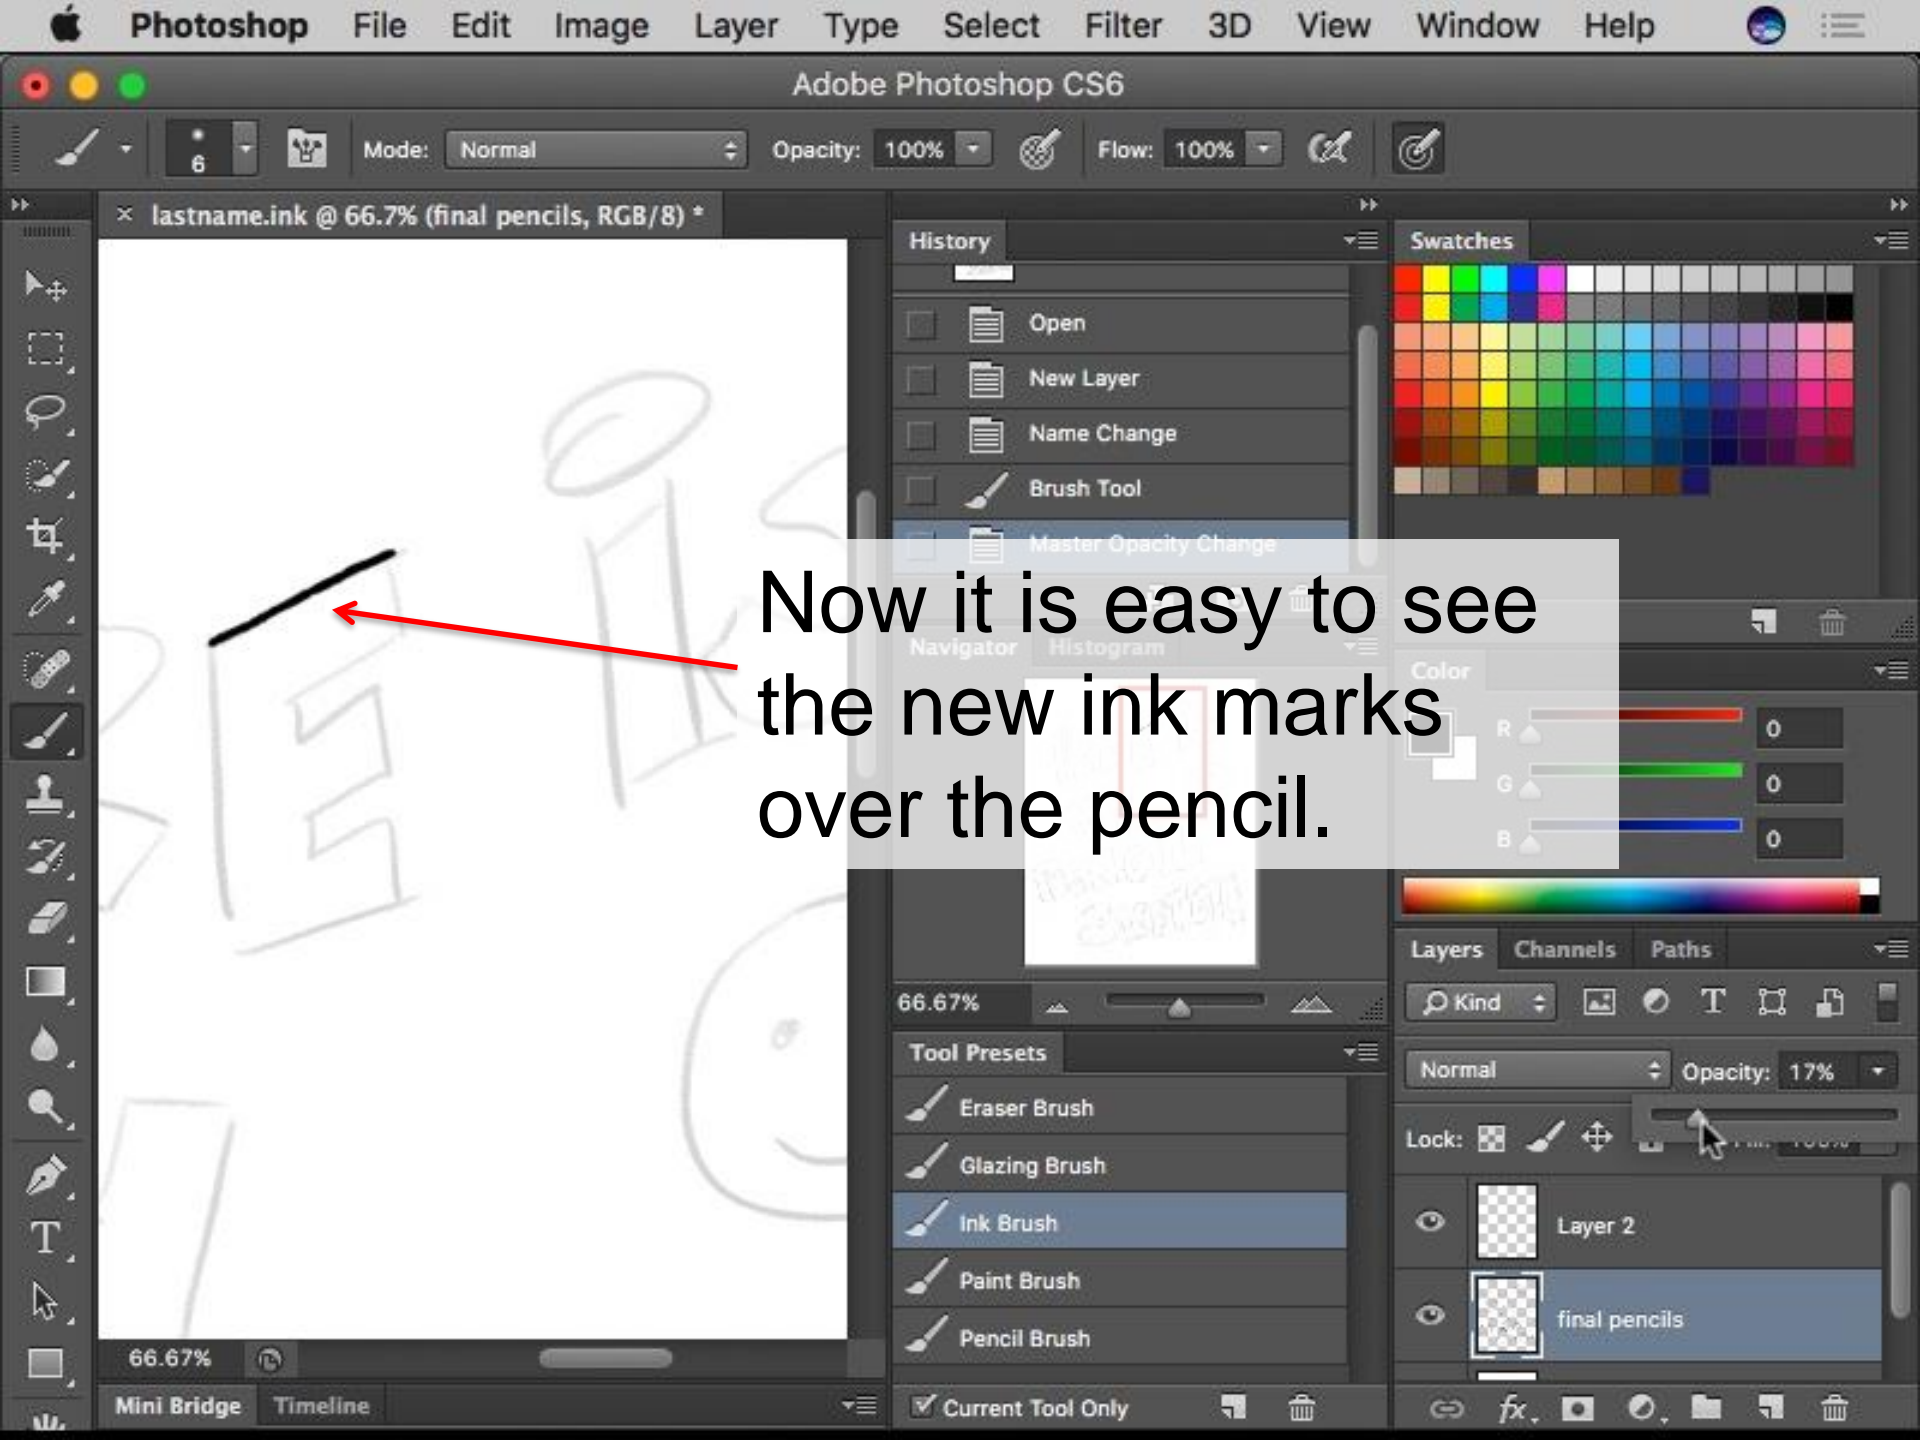 Photoshop File Edit Image Layer Type Select Filter 3D View Window Help
Adobe Photoshop CS6
6 Mode: Normal Opacity: 100% Flow: 100%
× lastname.ink @ 66.7% (final pencils, RGB/8) *
History
Open
New Layer
Name Change
Brush Tool
Master Opacity Change
Swatches
Now it is easy to see
the new ink marks
over the pencil.
Navigator Histogram
Color
R 0
G 0
B 0
66.67%
Tool Presets
Eraser Brush
Glazing Brush
Ink Brush
Paint Brush
Pencil Brush
Current Tool Only
Layers Channels Paths
Kind
Normal Opacity: 17%
Lock:
Layer 2
final pencils
66.67%
Mini Bridge Timeline